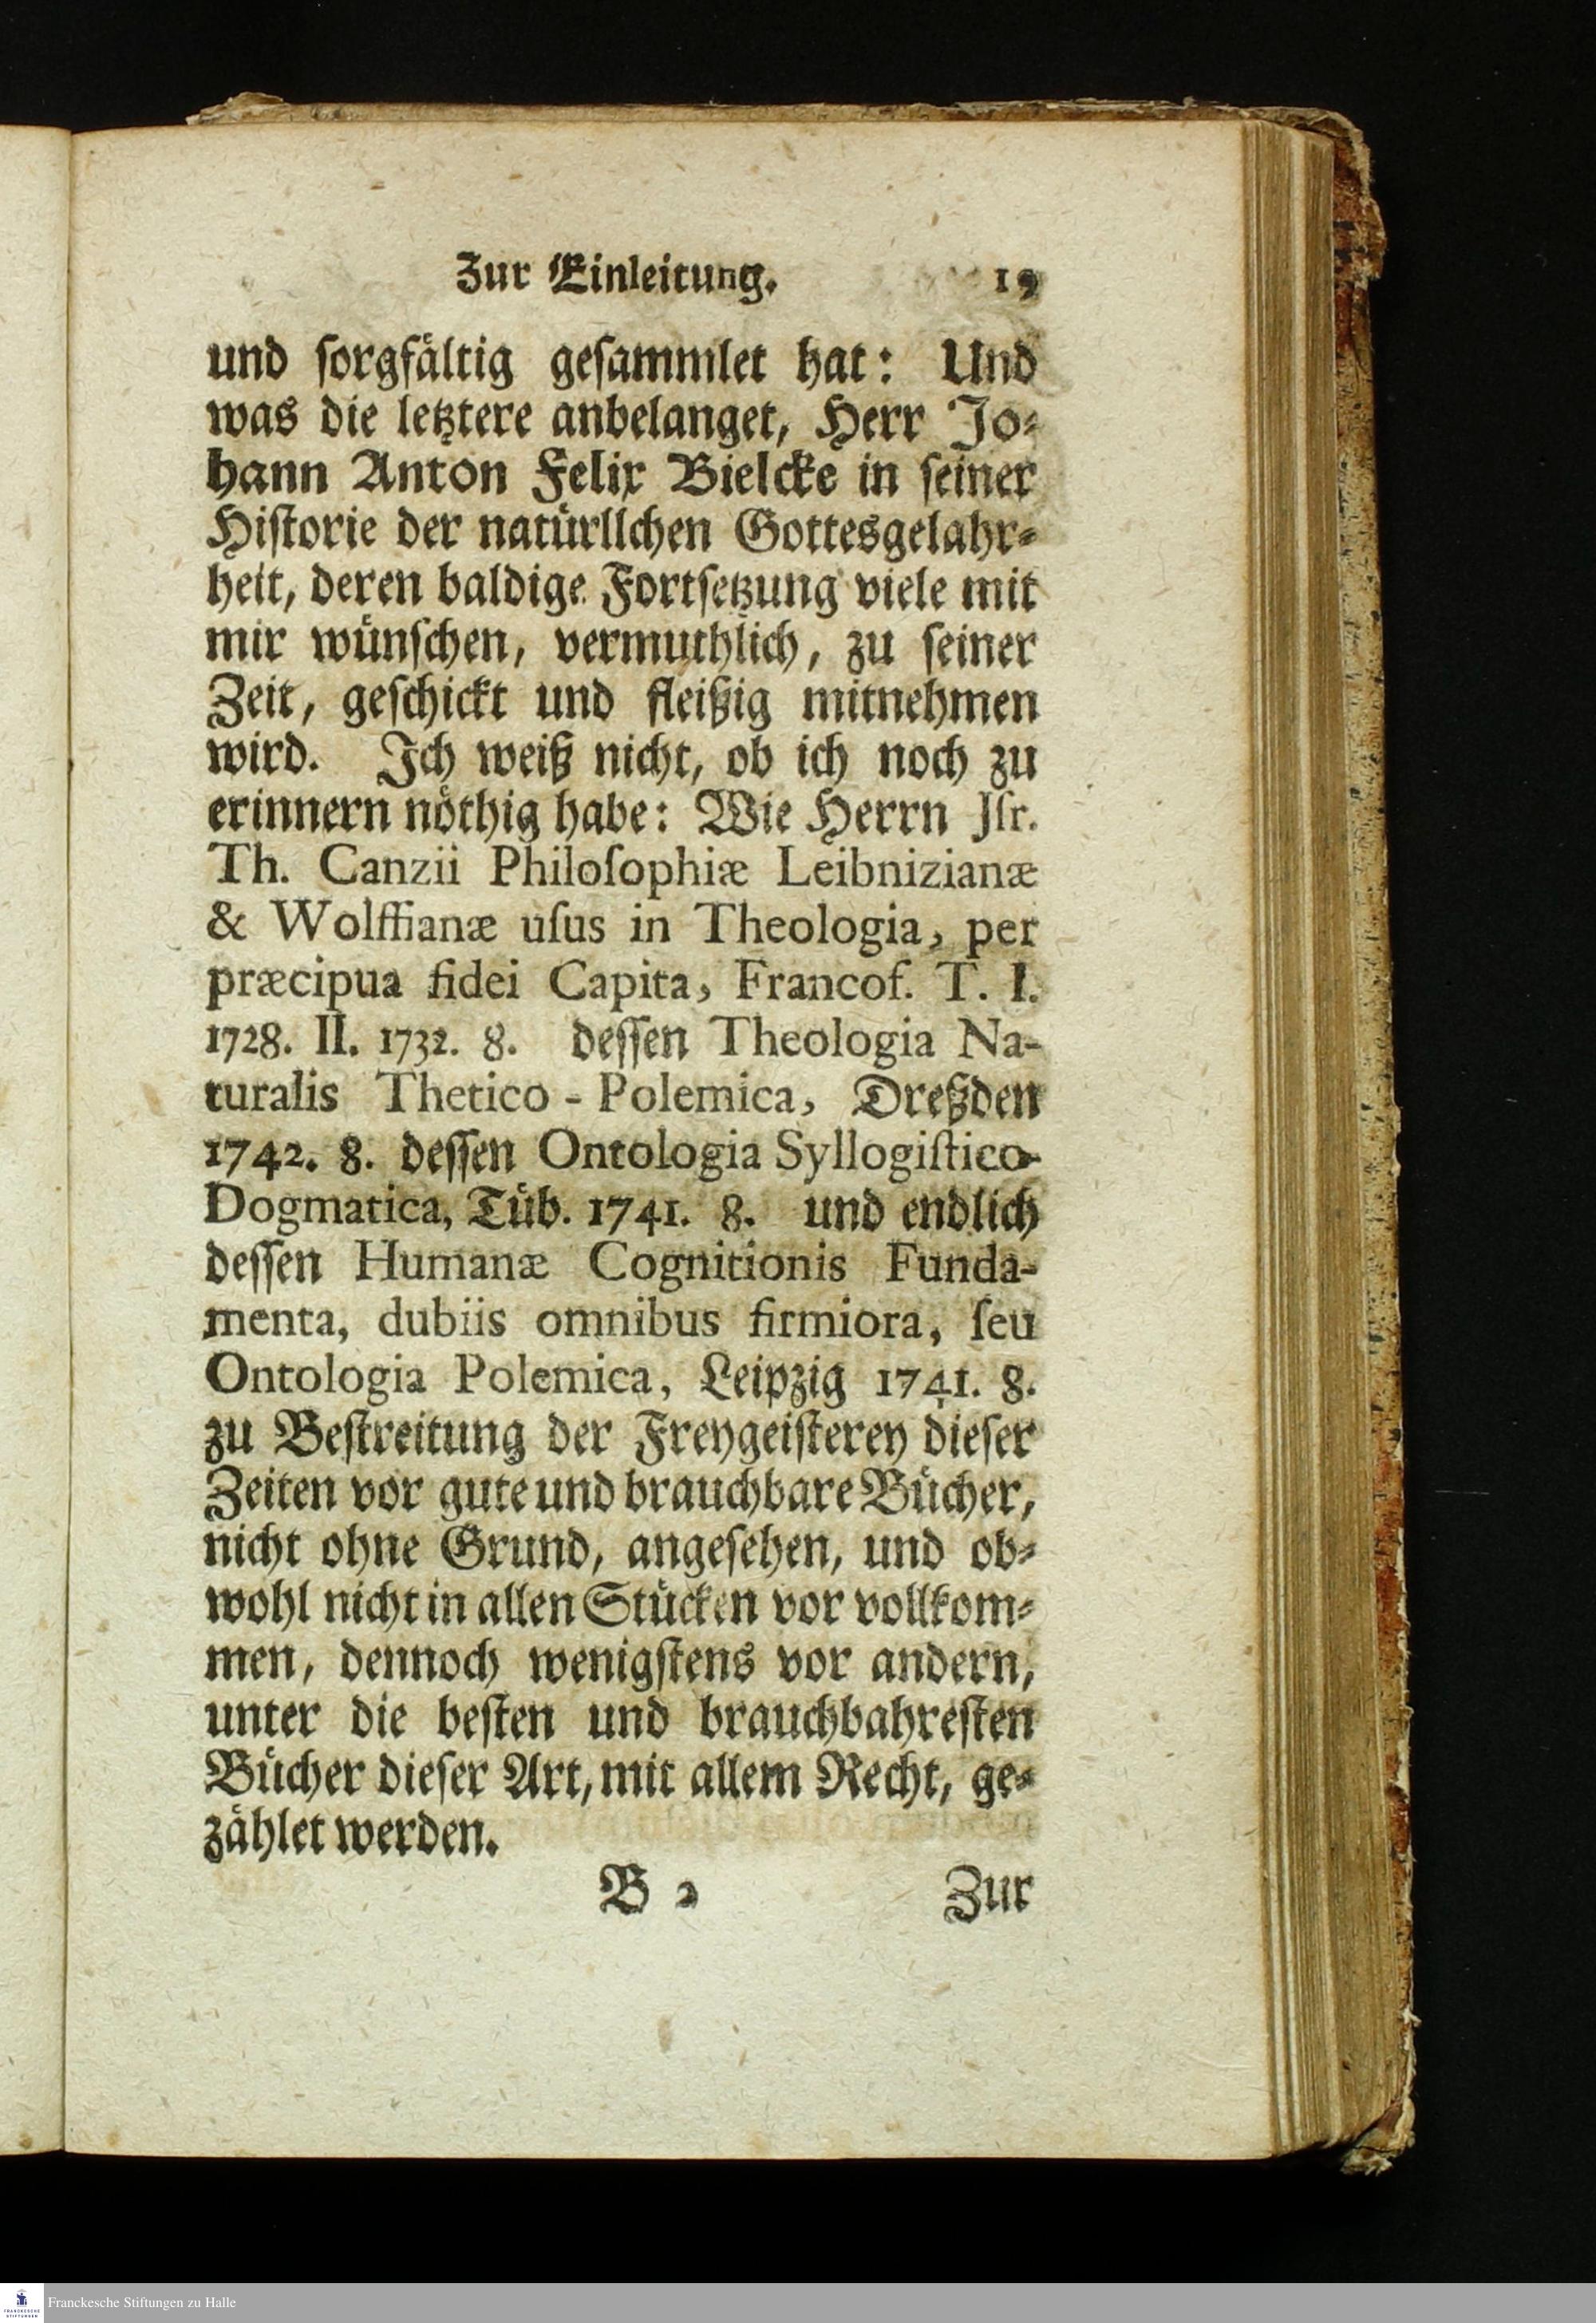 Zur Einleitung. 19
und ſorgfältig geſammlet hat: Und
was die letztere anbelanget, Herr Jo⸗
hann Anton Felix Bielcke in ſeiner
Hiſtorie der natürllchen Gottesgelahr⸗
heit, deren baldige Fortſetzung viele mit
mir wünſchen, vermuthlich, zu ſeiner
Zeit, geſchickt und fleißig mitnehmen
wird. Ich weiß nicht, ob ich noch zu
erinnern nöthig habe: Wie Herrn Jſr.
Th. Canzii Philoſophiæ Leibnizianæ
& Wolffianæ uſus in Theologia, per
præcipua fidei Capita, Francof. T. I.
1728. II. 1732. 8. deſſen Theologia Na-
turalis Thetico - Polemica, Dreßden
1742. 8. deſſen Ontologia Syllogiſtico-
Dogmatica, Tüb. 1741. 8. und endlich
deſſen Humanæ Cognitionis Funda-
menta, dubiis omnibus firmiora, ſeu
Ontologia Polemica, Leipzig 1741. 8.
zu Beſtreitung der Freygeiſterey dieſer
Zeiten vor gute und brauchbare Bücher,
nicht ohne Grund, angeſehen, und ob⸗
wohl nicht in allen Stücken vor vollkom⸗
men, dennoch wenigſtens vor andern,
unter die beſten und brauchbahreſten
Bücher dieſer Art, mit allem Recht, ge⸗
zählet werden.
B 2 Zur
FRANCKESCHE
STIFTUNGEN
Franckesche Stiftungen zu Halle